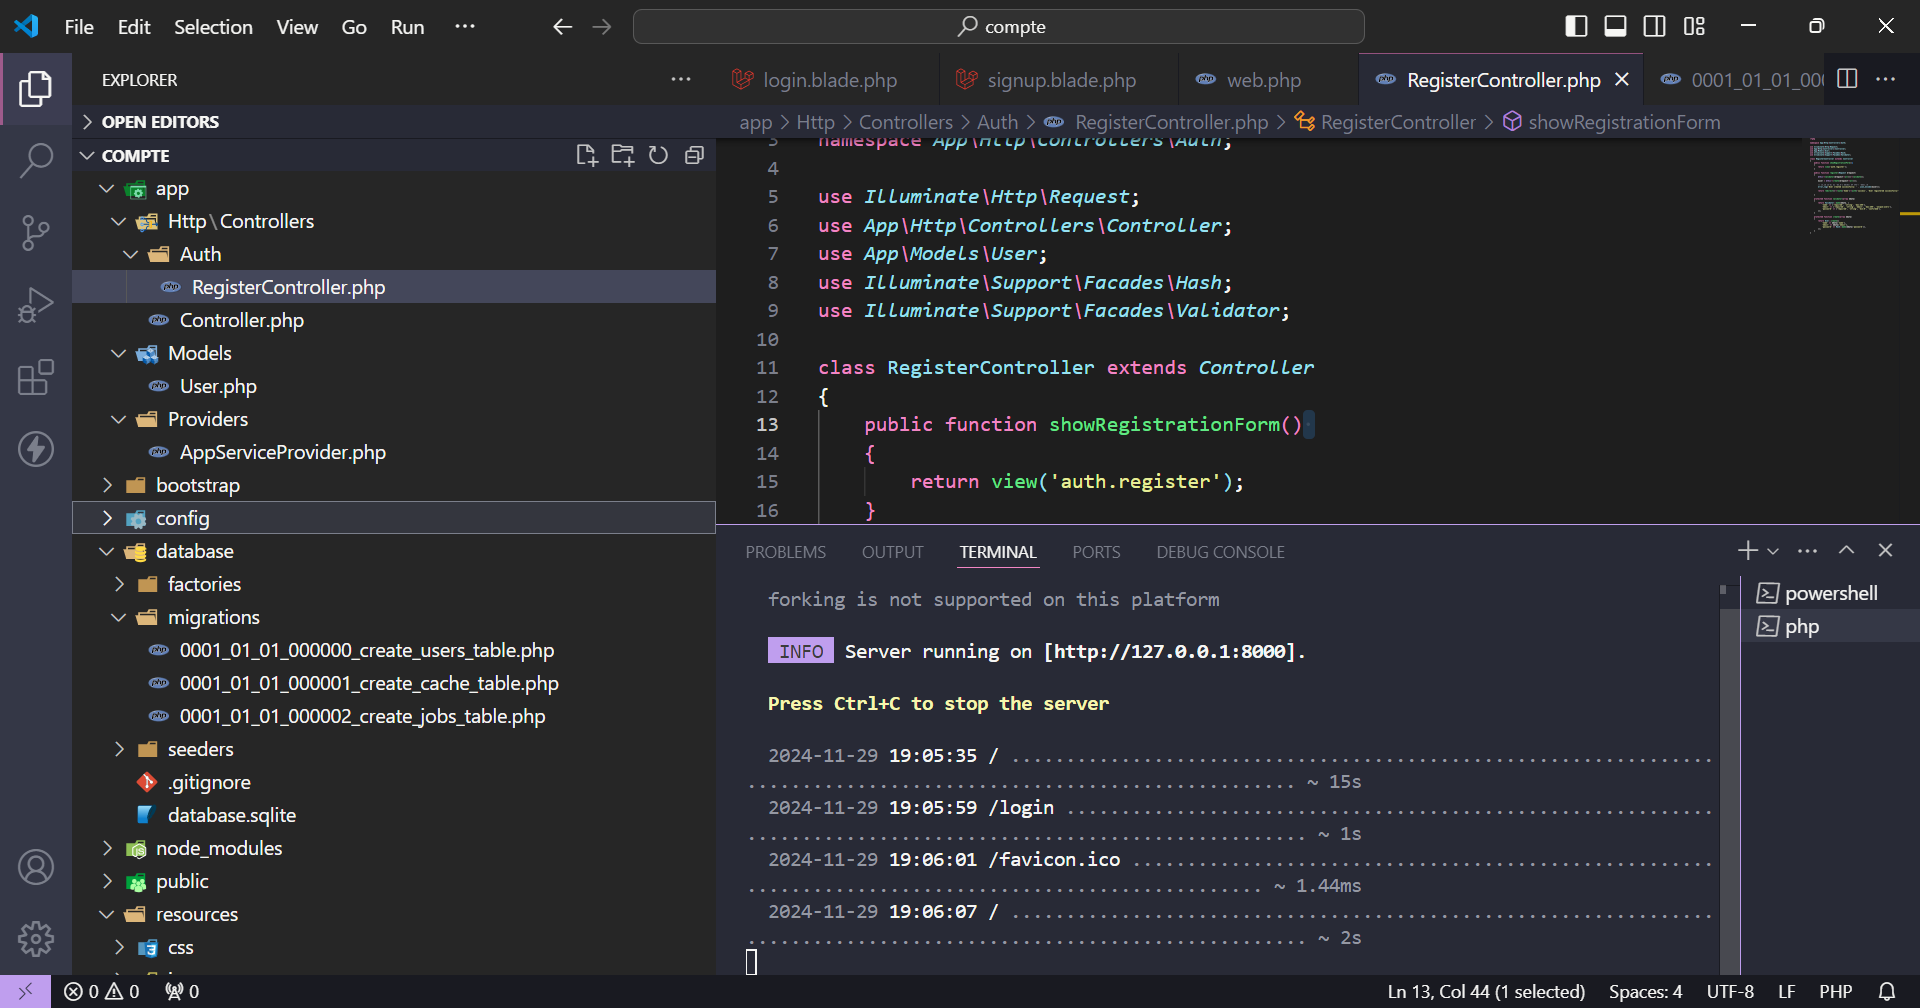 File Edit Selection View Go Run ··· compte
EXPLORER ···
OPEN EDITORS
COMPTE
app
Http\Controllers
Auth
RegisterController.php
Controller.php
Models
User.php
Providers
AppServiceProvider.php
bootstrap
config
database
factories
migrations
0001_01_01_000000_create_users_table.php
0001_01_01_000001_create_cache_table.php
0001_01_01_000002_create_jobs_table.php
seeders
.gitignore
database.sqlite
node_modules
public
resources
css
login.blade.php signup.blade.php web.php RegisterController.php 0001_01_01_00
app > Http > Controllers > Auth > RegisterController.php > RegisterController > showRegistrationForm
3 namespace App\Http\Controllers\Auth;
4
5 use Illuminate\Http\Request;
6 use App\Http\Controllers\Controller;
7 use App\Models\User;
8 use Illuminate\Support\Facades\Hash;
9 use Illuminate\Support\Facades\Validator;
10
11 class RegisterController extends Controller
12 {
13 public function showRegistrationForm()
14 {
15 return view('auth.register');
16 }
PROBLEMS OUTPUT TERMINAL PORTS DEBUG CONSOLE
forking is not supported on this platform
INFO Server running on [http://127.0.0.1:8000].
Press Ctrl+C to stop the server
2024-11-29 19:05:35 / ................................................................
.................................................. ~ 15s
2024-11-29 19:05:59 /login ...........................................................
................................................... ~ 1s
2024-11-29 19:06:01 /favicon.ico .....................................................
............................................... ~ 1.44ms
2024-11-29 19:06:07 / ................................................................
................................................... ~ 2s
powershell
php
0 0 0 Ln 13, Col 44 (1 selected) Spaces: 4 UTF-8 LF PHP